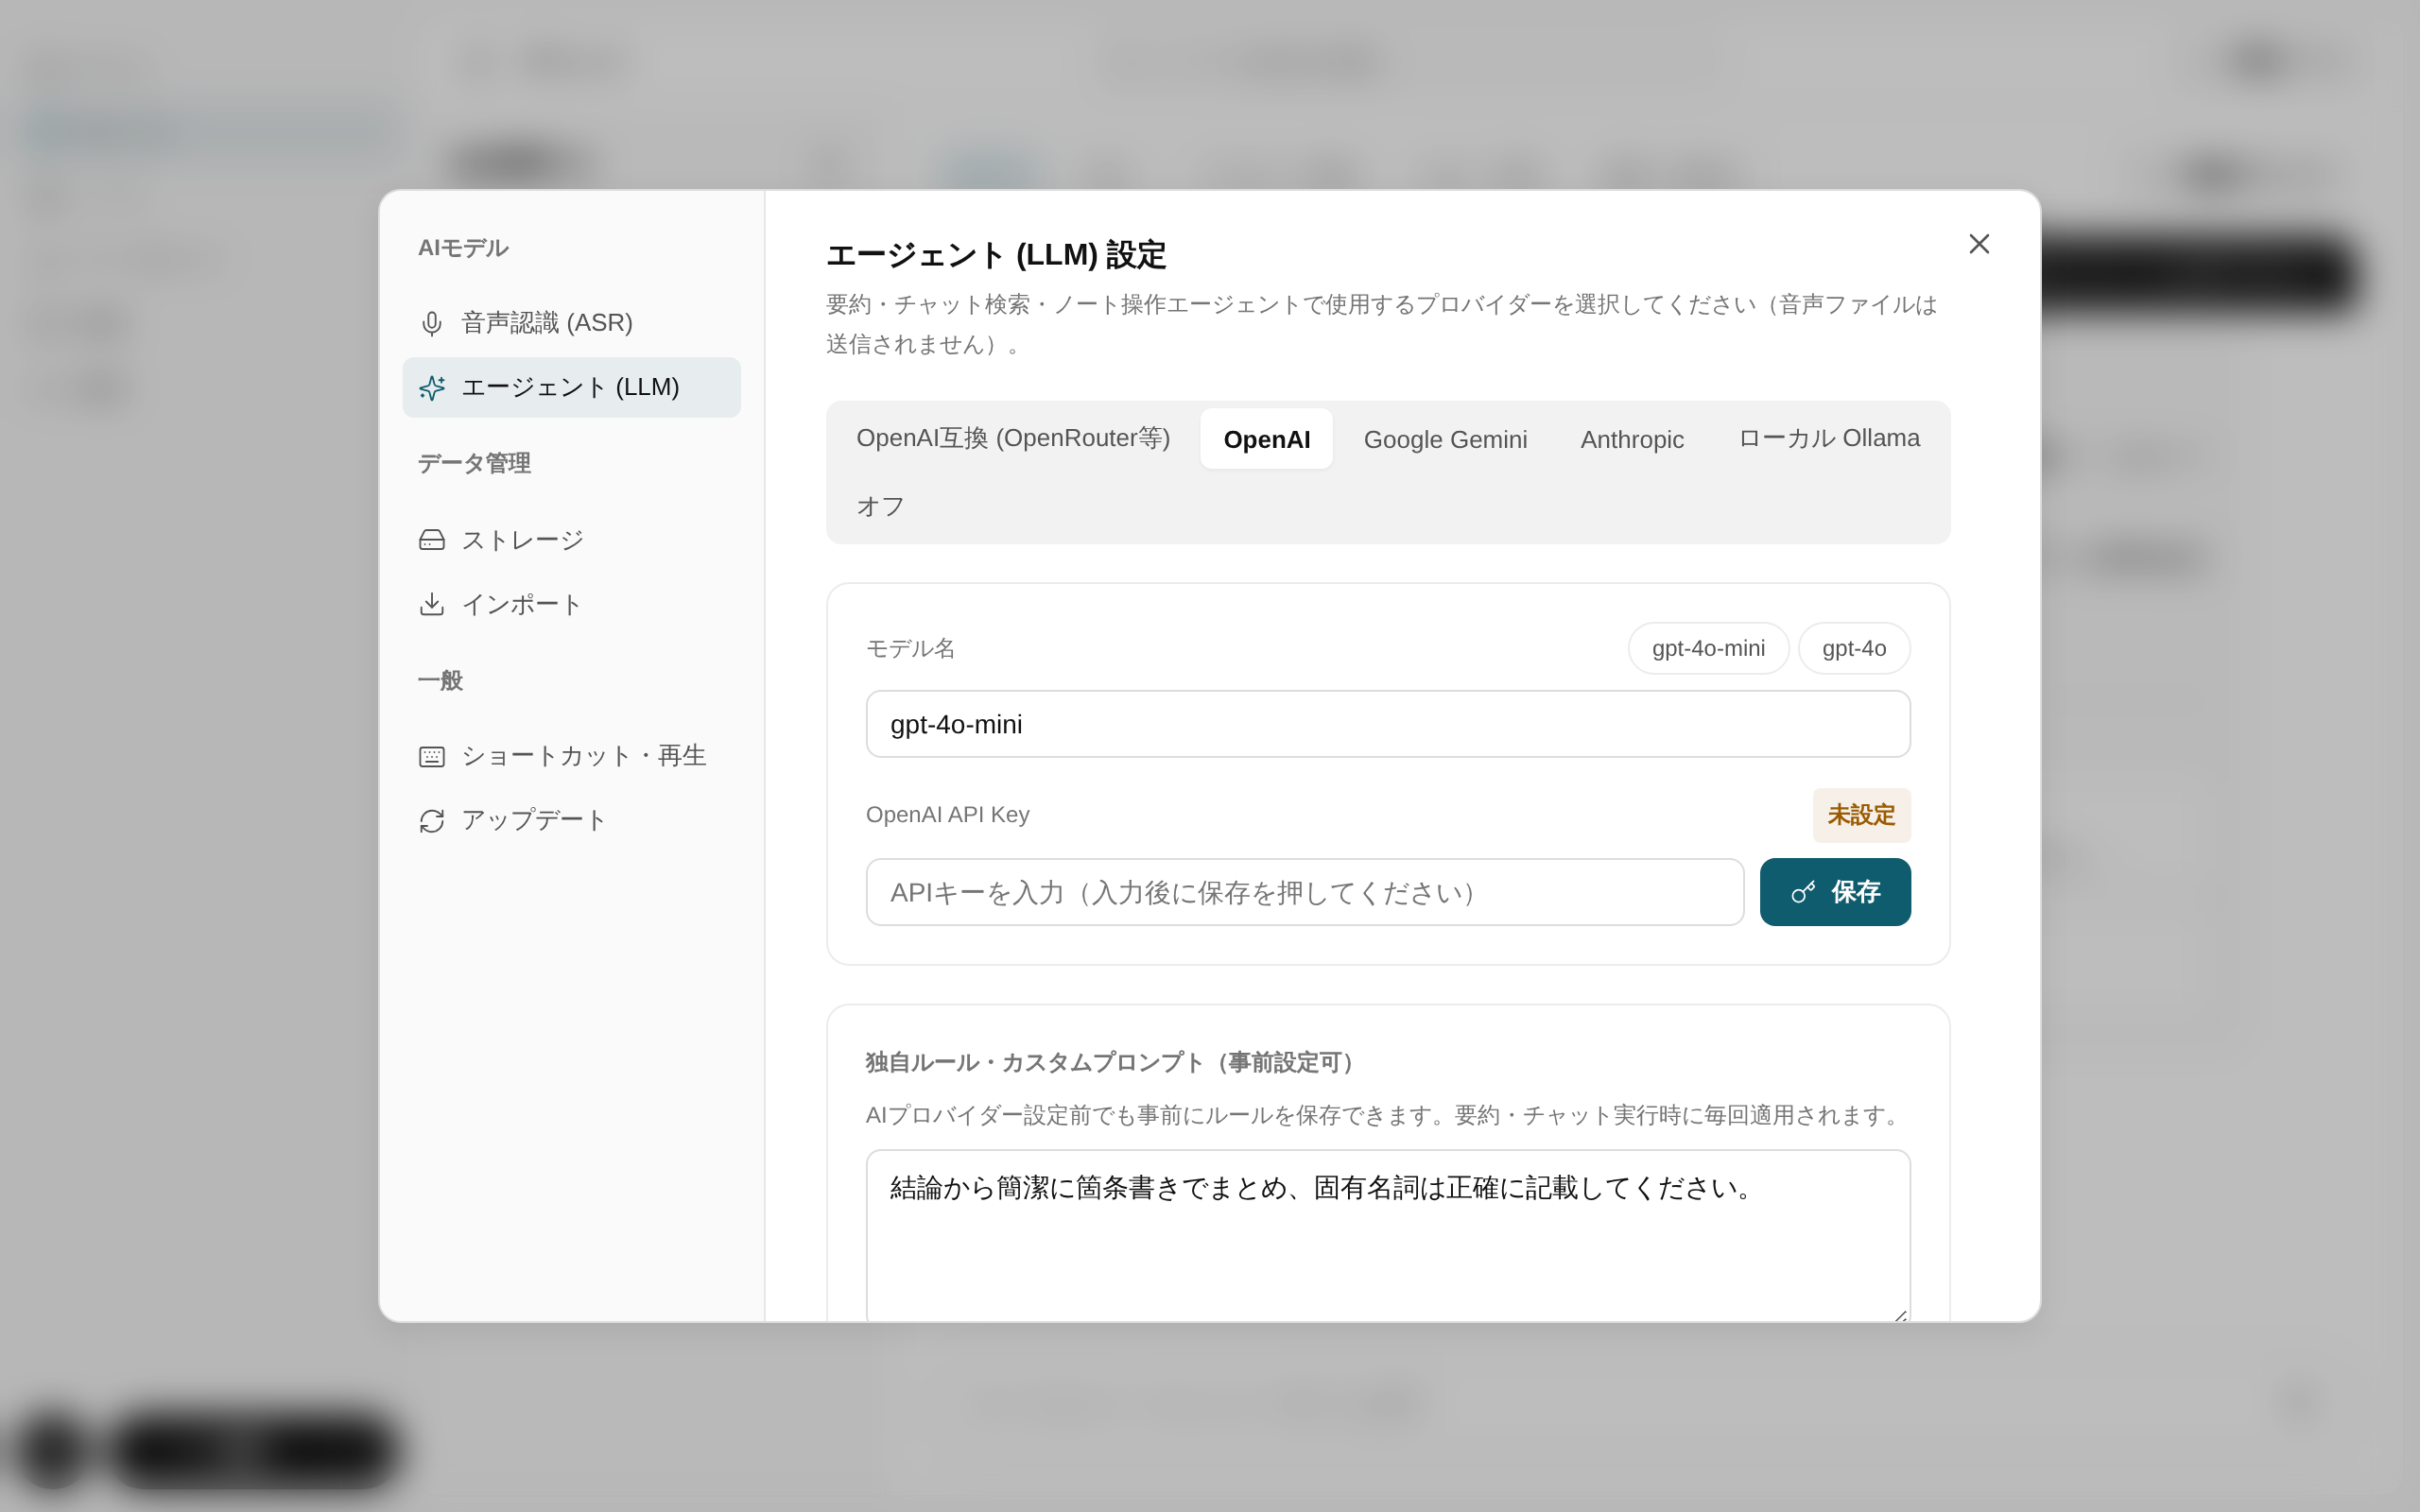 AIモデル
音声認識 (ASR)
エージェント (LLM)
データ管理
ストレージ
インポート
一般
ショートカット・再生
アップデート
エージェント (LLM) 設定
要約・チャット検索・ノート操作エージェントで使用するプロバイダーを選択してください（音声ファイルは
送信されません）。
OpenAI互換 (OpenRouter等) OpenAI Google Gemini Anthropic ローカル Ollama
オフ
モデル名 gpt-4o-mini gpt-4o
gpt-4o-mini
OpenAI API Key 未設定
APIキーを入力（入力後に保存を押してください） 保存
独自ルール・カスタムプロンプト（事前設定可）
AIプロバイダー設定前でも事前にルールを保存できます。要約・チャット実行時に毎回適用されます。
結論から簡潔に箇条書きでまとめ、固有名詞は正確に記載してください。